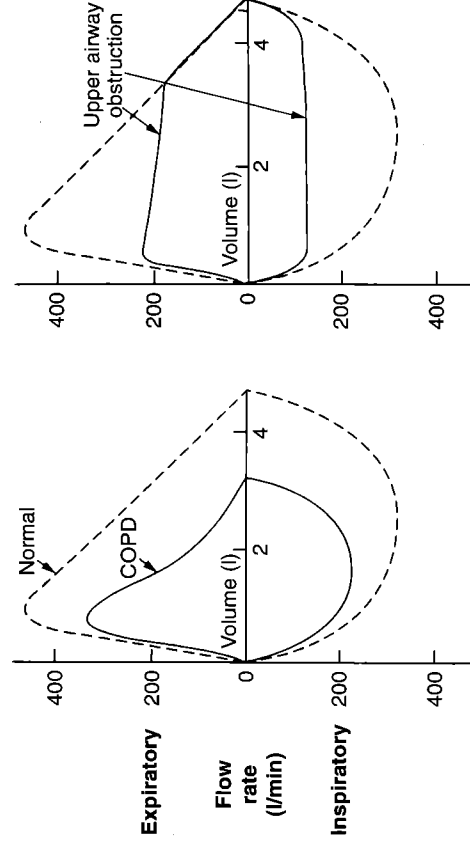 Expiratory
Flow
rate
(l/min)
Inspiratory
400
200
0
200
400
Normal
COPD
Volume (l)
2
4
400
200
0
200
400
Upper airway
obstruction
Volume (l)
2
4